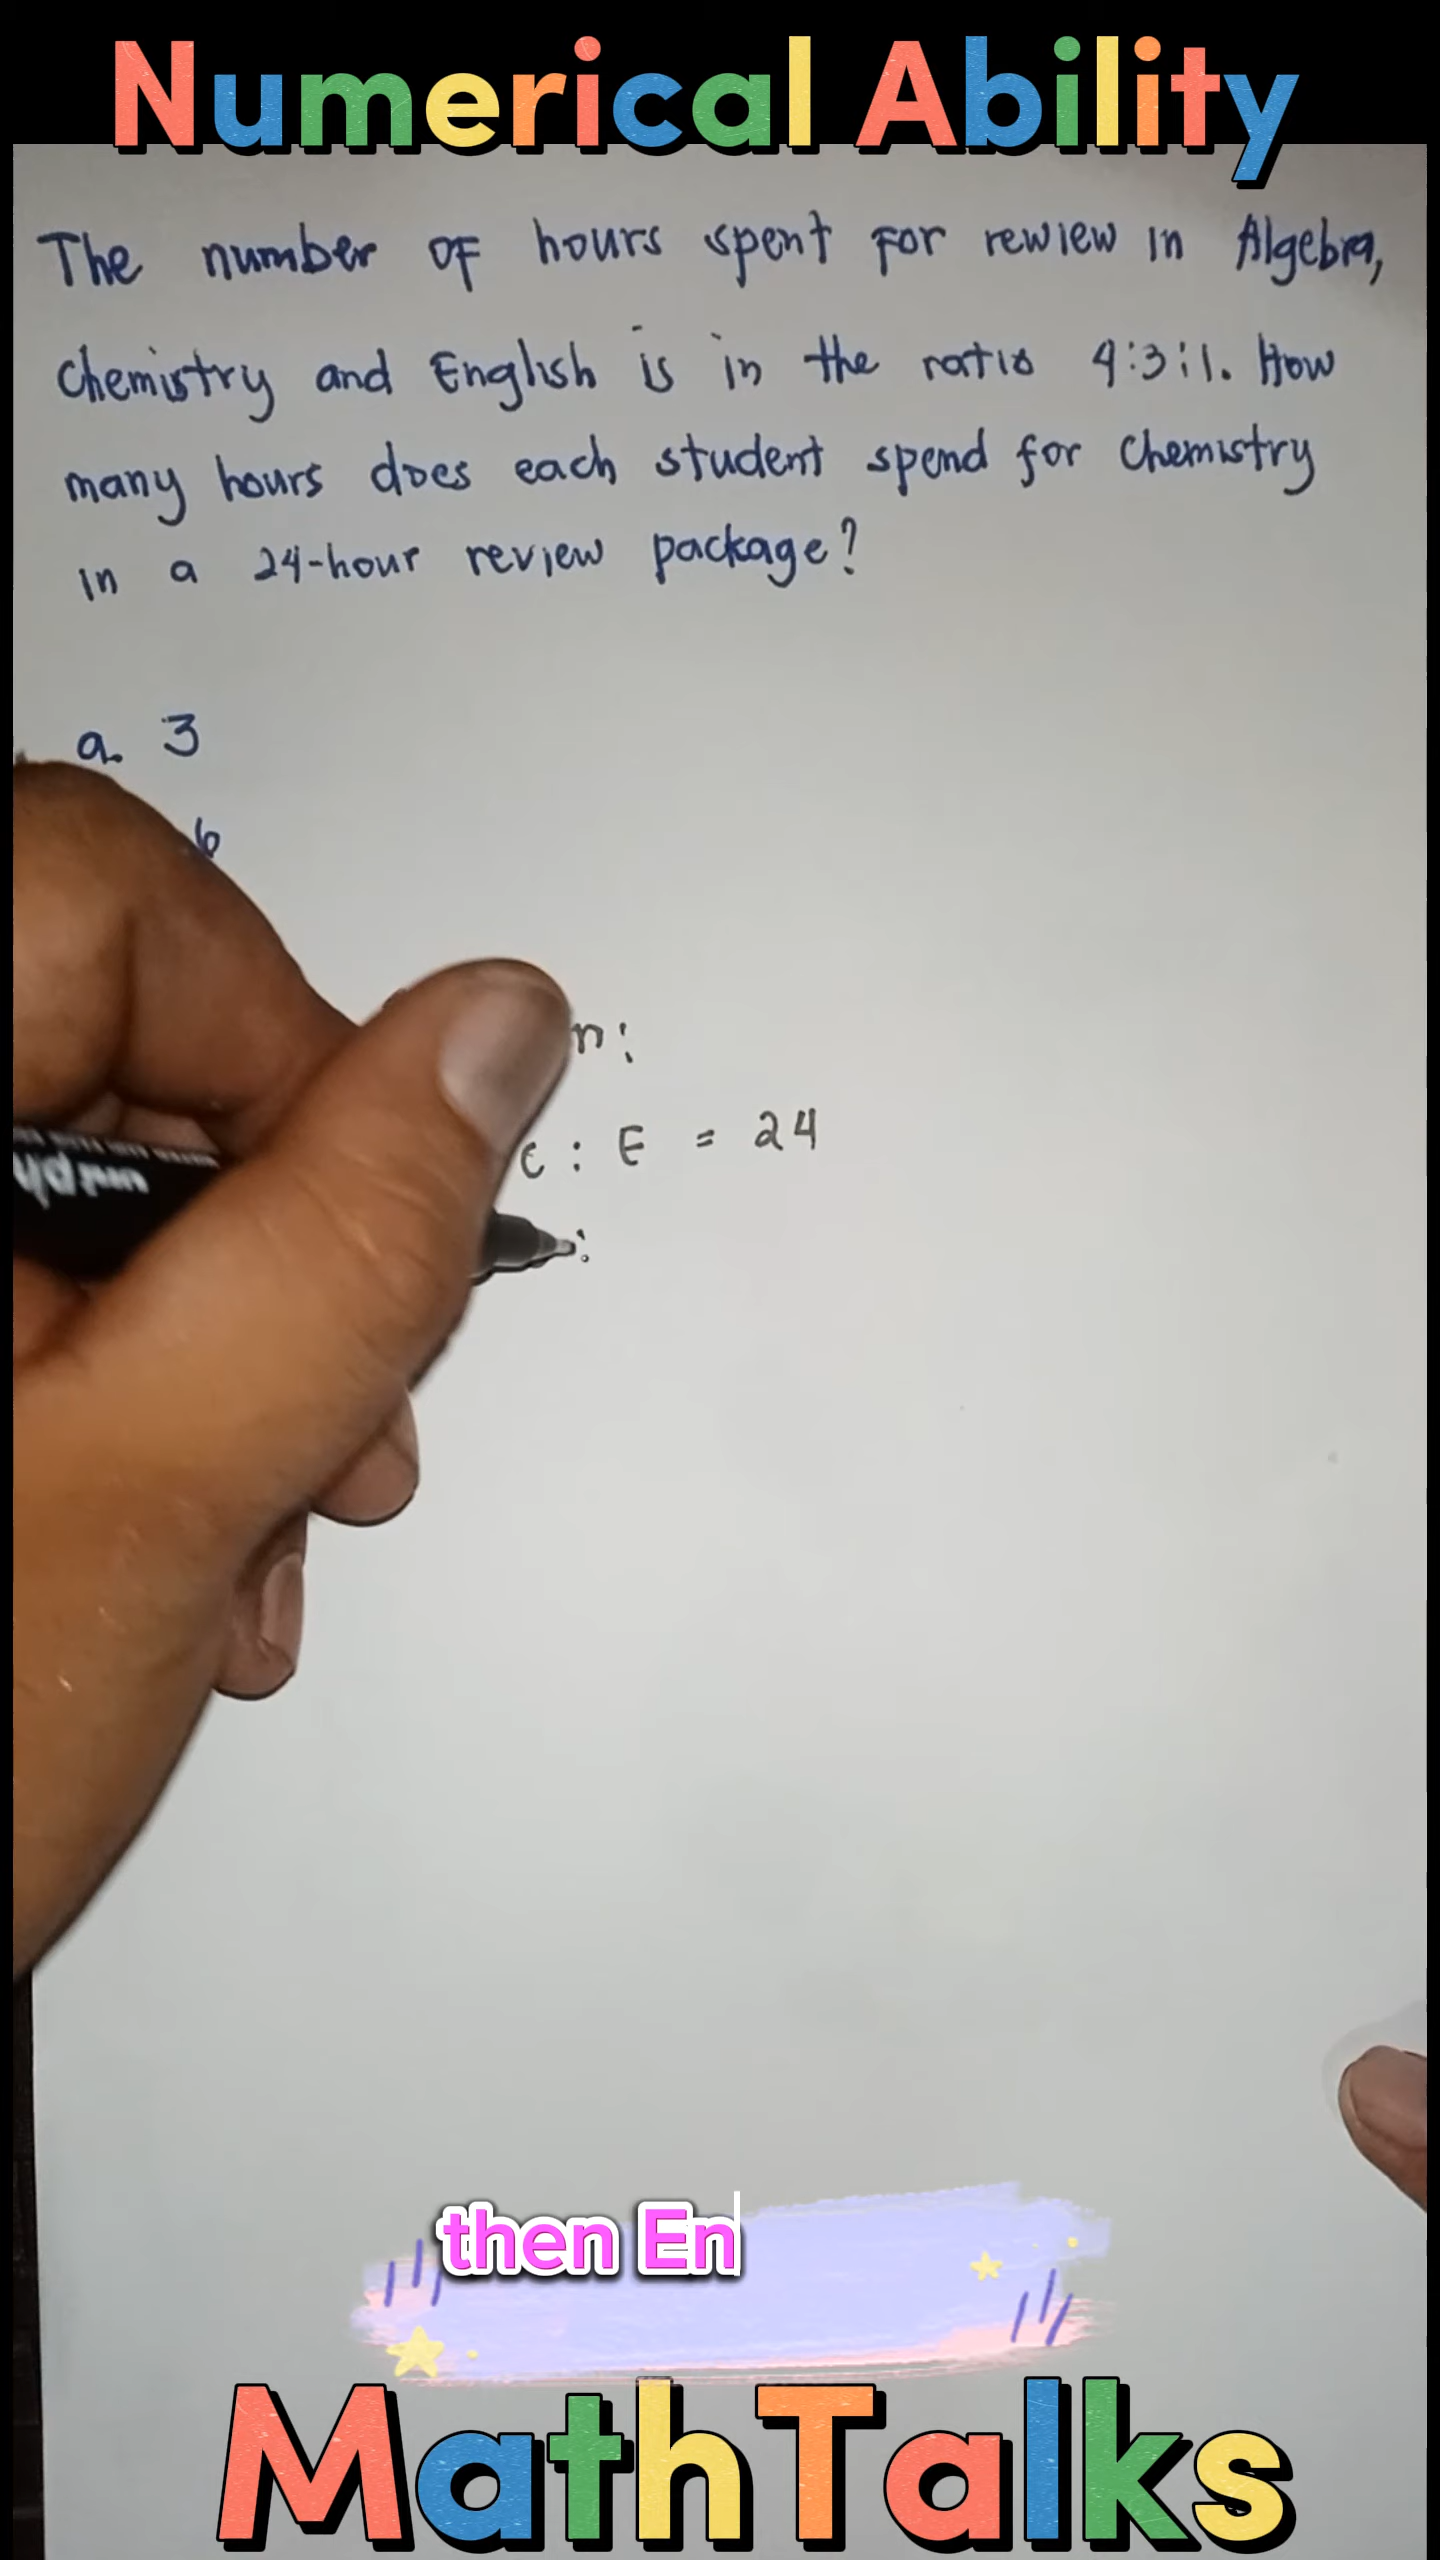 Numerical Ability
The number of hours spent for rewiew in Algebra,
Chemistry and English is in the ratio 4:3:1. How
many hours does each student spend for Chemistry
in a 24-hour review package?
a. 3
6
n:
C : E = 24
:
then En
MathTalks